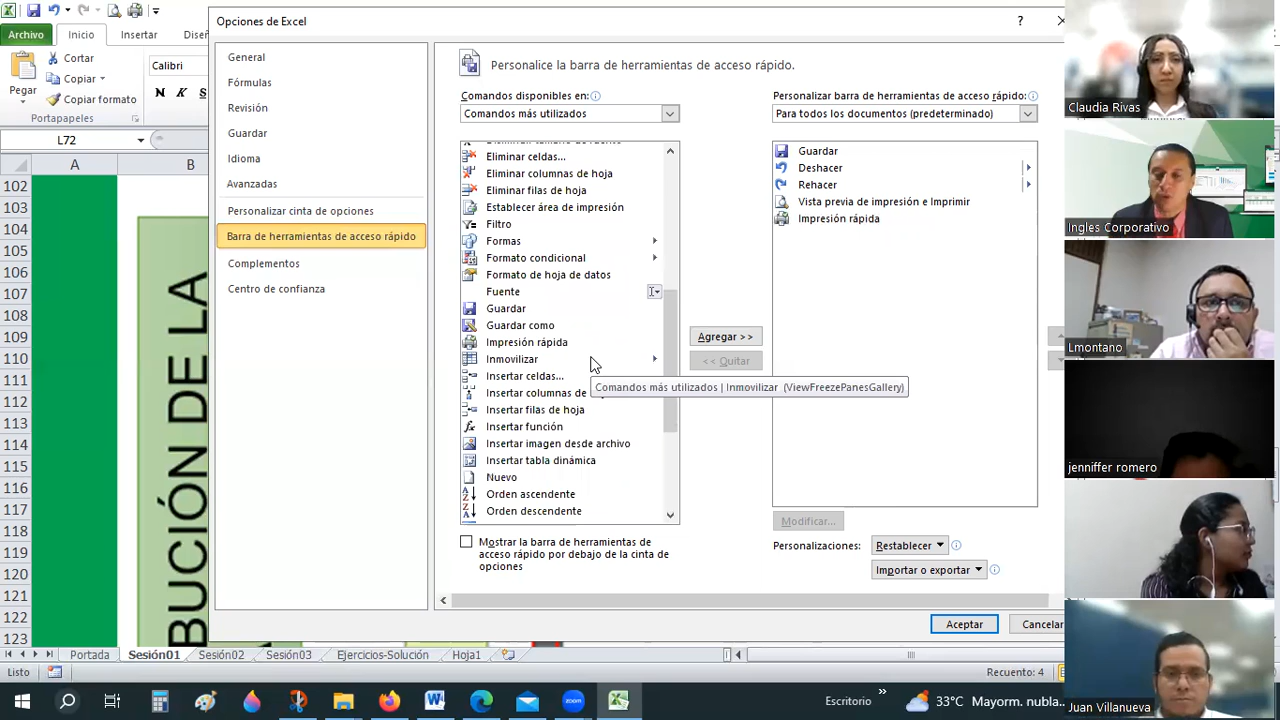 Opciones de Excel
?
Archivo
Inicio
Insertar
Cortar
Copiar
Copiar formato
Pegar
Portapapeles
Calibri
N K S
L72
A
B
102
103
104
105
106
107
108
109
110
111
112
113
114
115
116
117
118
119
120
121
122
123
BUCIÓN DE LA
General
Fórmulas
Revisión
Guardar
Idioma
Avanzadas
Personalizar cinta de opciones
Barra de herramientas de acceso rápido
Complementos
Centro de confianza
Personalice la barra de herramientas de acceso rápido.
Comandos disponibles en:
Comandos más utilizados
Eliminar celdas...
Eliminar columnas de hoja
Eliminar filas de hoja
Establecer área de impresión
Filtro
Formas
Formato condicional
Formato de hoja de datos
Fuente
Guardar
Guardar como
Impresión rápida
Inmovilizar
Insertar celdas...
Insertar columnas de
Insertar filas de hoja
Insertar función
Insertar imagen desde archivo
Insertar tabla dinámica
Nuevo
Orden ascendente
Orden descendente
Mostrar la barra de herramientas de
acceso rápido por debajo de la cinta de
opciones
Agregar >>
<< Quitar
Comandos más utilizados | Inmovilizar (ViewFreezePanesGallery)
Personalizar barra de herramientas de acceso rápido:
Para todos los documentos (predeterminado)
Guardar
Deshacer
Rehacer
Vista previa de impresión e Imprimir
Impresión rápida
Modificar...
Personalizaciones:
Restablecer
Importar o exportar
Aceptar
Cancelar
Portada
Sesión01
Sesión02
Sesión03
Ejercicios-Solución
Hoja1
Listo
Recuento: 4
zoom
Escritorio
33°C Mayorm. nubla...
Claudia Rivas
Ingles Corporativo
Lmontano
jenniffer romero
Juan Villanueva